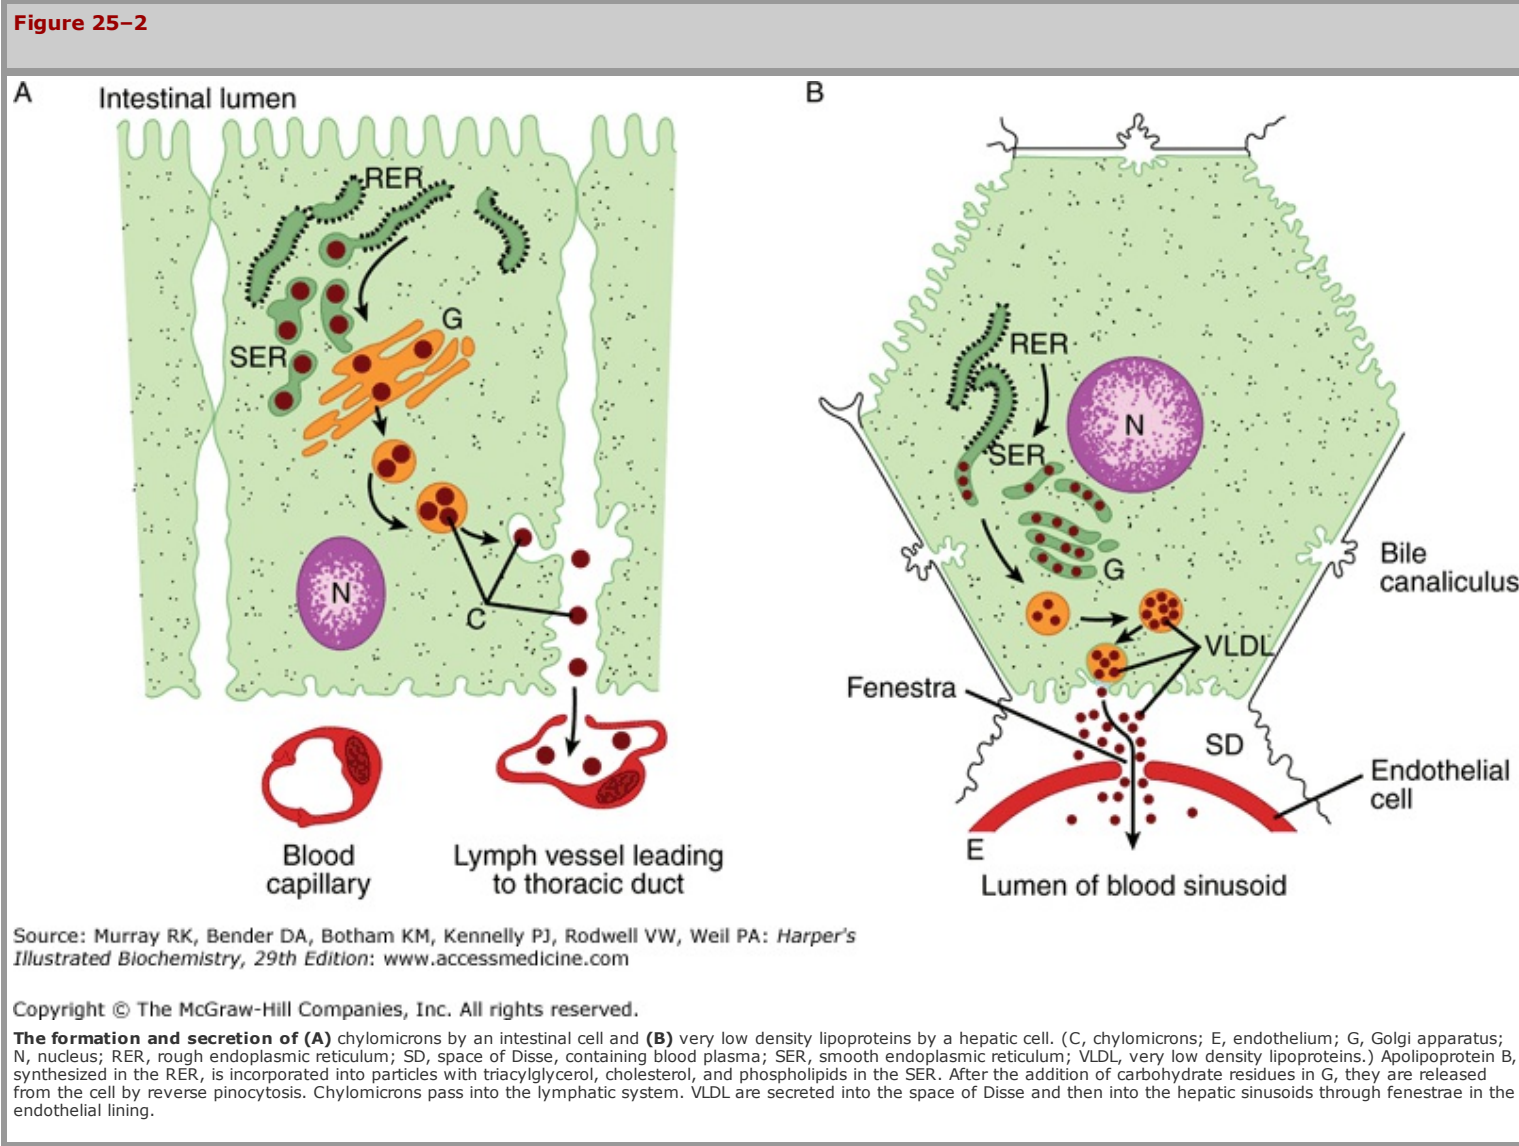 Figure 25–2
A
Intestinal lumen
RER
G
SER
N
C
Blood
capillary
Lymph vessel leading
to thoracic duct
B
RER
N
SER
G
Bile
canaliculus
VLDL
Fenestra
SD
Endothelial
cell
E
Lumen of blood sinusoid
Source: Murray RK, Bender DA, Botham KM, Kennelly PJ, Rodwell VW, Weil PA: Harper's
Illustrated Biochemistry, 29th Edition: www.accessmedicine.com
Copyright © The McGraw-Hill Companies, Inc. All rights reserved.
The formation and secretion of (A) chylomicrons by an intestinal cell and (B) very low density lipoproteins by a hepatic cell. (C, chylomicrons; E, endothelium; G, Golgi apparatus;
N, nucleus; RER, rough endoplasmic reticulum; SD, space of Disse, containing blood plasma; SER, smooth endoplasmic reticulum; VLDL, very low density lipoproteins.) Apolipoprotein B,
synthesized in the RER, is incorporated into particles with triacylglycerol, cholesterol, and phospholipids in the SER. After the addition of carbohydrate residues in G, they are released
from the cell by reverse pinocytosis. Chylomicrons pass into the lymphatic system. VLDL are secreted into the space of Disse and then into the hepatic sinusoids through fenestrae in the
endothelial lining.